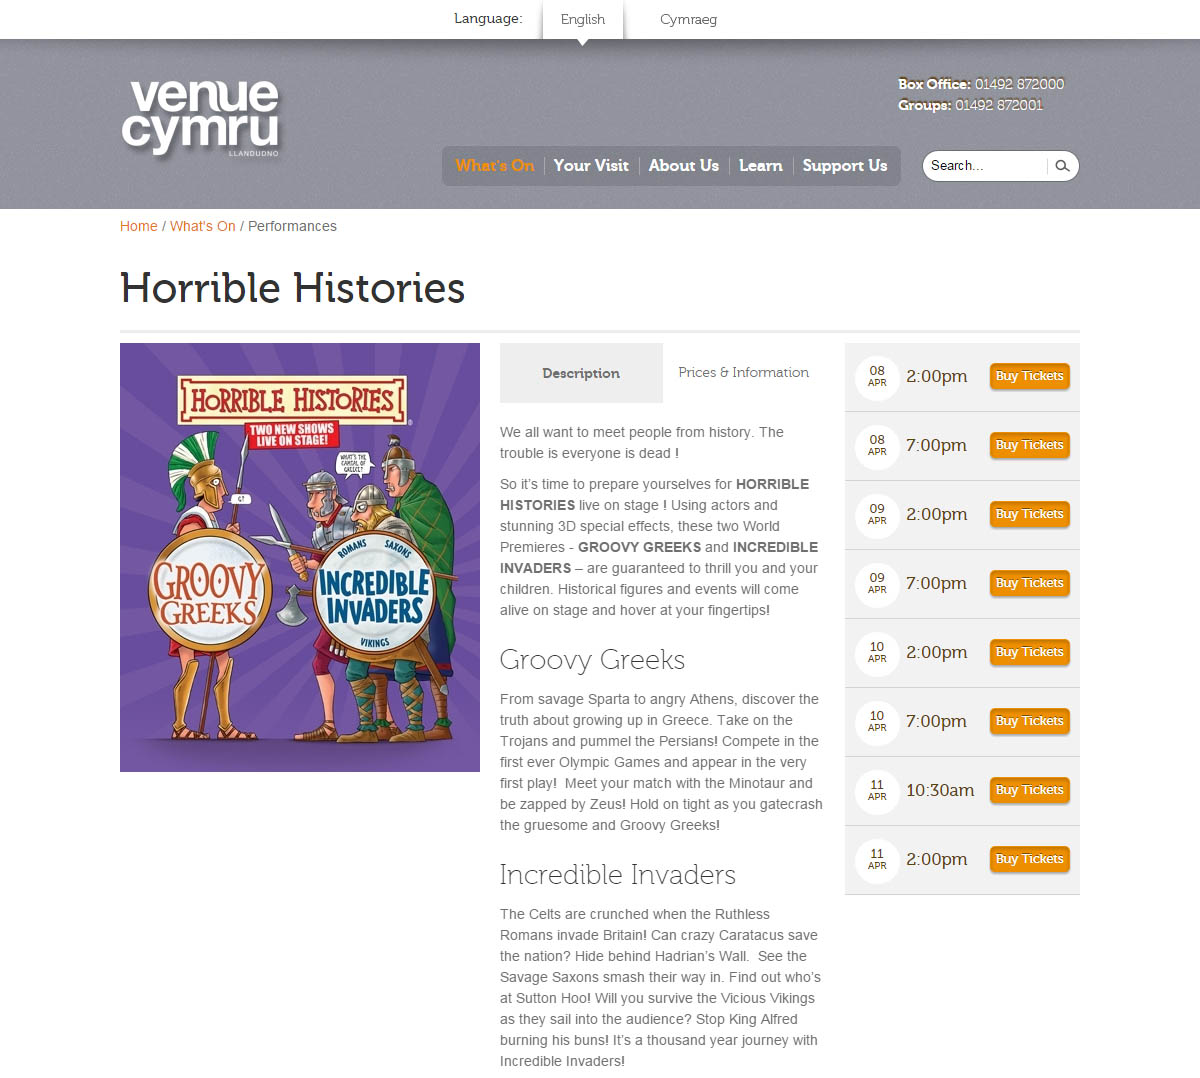 Language: English Cymraeg
venue
cymru
LLANDUDNO
Box Office: 01492 872000
Groups: 01492 872001
What's On Your Visit About Us Learn Support Us
Search...
Home / What's On / Performances
Horrible Histories
HORRIBLE HISTORIES®
TWO NEW SHOWS
LIVE ON STAGE!
WHAT'S THE
CAPITAL OF
GREECE?
G?
ROMANS SAXONS
GROOVY
GREEKS
INCREDIBLE
INVADERS
VIKINGS
Description Prices & Information
We all want to meet people from history. The
trouble is everyone is dead !
So it’s time to prepare yourselves for HORRIBLE
HISTORIES live on stage ! Using actors and
stunning 3D special effects, these two World
Premieres - GROOVY GREEKS and INCREDIBLE
INVADERS – are guaranteed to thrill you and your
children. Historical figures and events will come
alive on stage and hover at your fingertips!
Groovy Greeks
From savage Sparta to angry Athens, discover the
truth about growing up in Greece. Take on the
Trojans and pummel the Persians! Compete in the
first ever Olympic Games and appear in the very
first play!  Meet your match with the Minotaur and
be zapped by Zeus! Hold on tight as you gatecrash
the gruesome and Groovy Greeks!
Incredible Invaders
The Celts are crunched when the Ruthless
Romans invade Britain! Can crazy Caratacus save
the nation? Hide behind Hadrian’s Wall.  See the
Savage Saxons smash their way in. Find out who’s
at Sutton Hoo! Will you survive the Vicious Vikings
as they sail into the audience? Stop King Alfred
burning his buns! It’s a thousand year journey with
Incredible Invaders!
08 APR 2:00pm Buy Tickets
08 APR 7:00pm Buy Tickets
09 APR 2:00pm Buy Tickets
09 APR 7:00pm Buy Tickets
10 APR 2:00pm Buy Tickets
10 APR 7:00pm Buy Tickets
11 APR 10:30am Buy Tickets
11 APR 2:00pm Buy Tickets